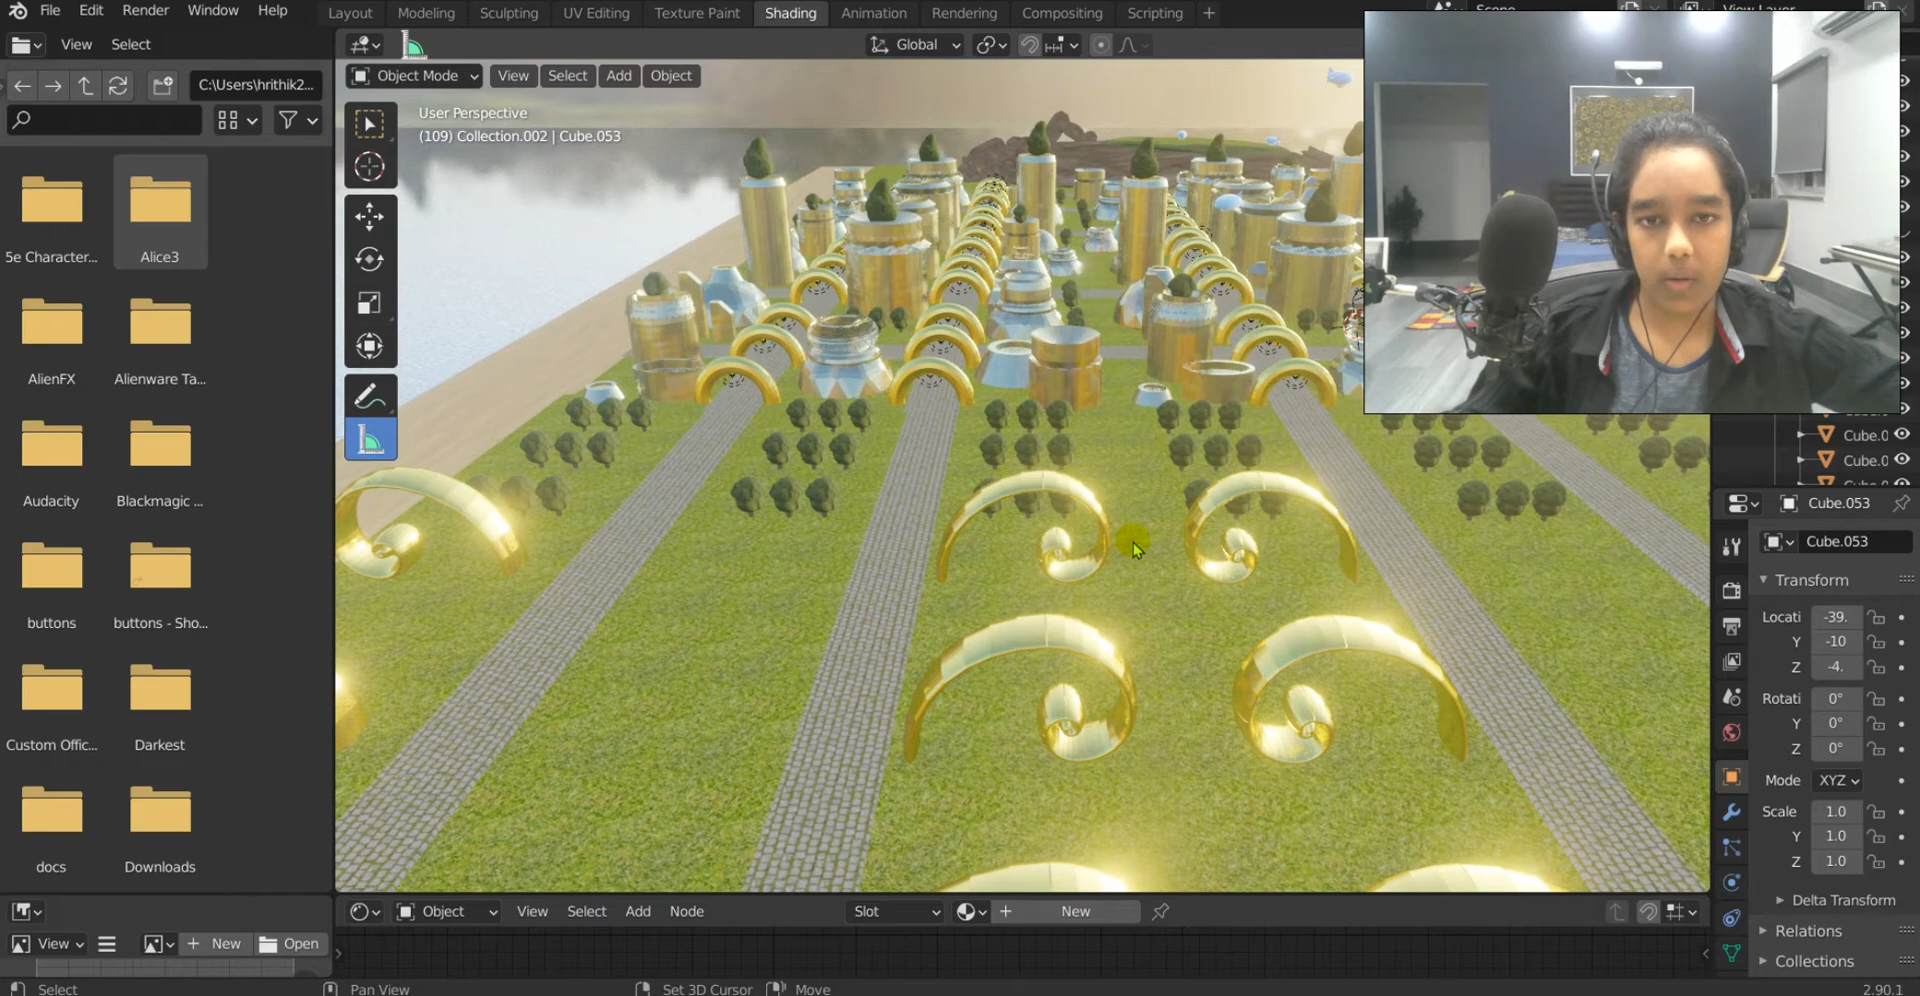 File Edit Render Window Help Layout Modeling Sculpting UV Editing Texture Paint Shading Animation Rendering Compositing Scripting + Scene View Layer
View Select
Global
C:\Users\hrithik2...
Object Mode View Select Add Object
User Perspective
(109) Collection.002 | Cube.053
5e Character...
Alice3
AlienFX
Alienware Ta...
Audacity
Blackmagic ...
buttons
buttons - Sho...
Custom Offic...
Darkest
docs
Downloads
Cube.0
Cube.0
Cube.053
Cube.053
Transform
Locati -39.
Y -10
Z -4.
Rotati 0°
Y 0°
Z 0°
Mode XYZ
Scale 1.0
Y 1.0
Z 1.0
Delta Transform
Relations
Collections
Object View Select Add Node Slot + New
View + New Open
Select Pan View Set 3D Cursor Move 2.90.1